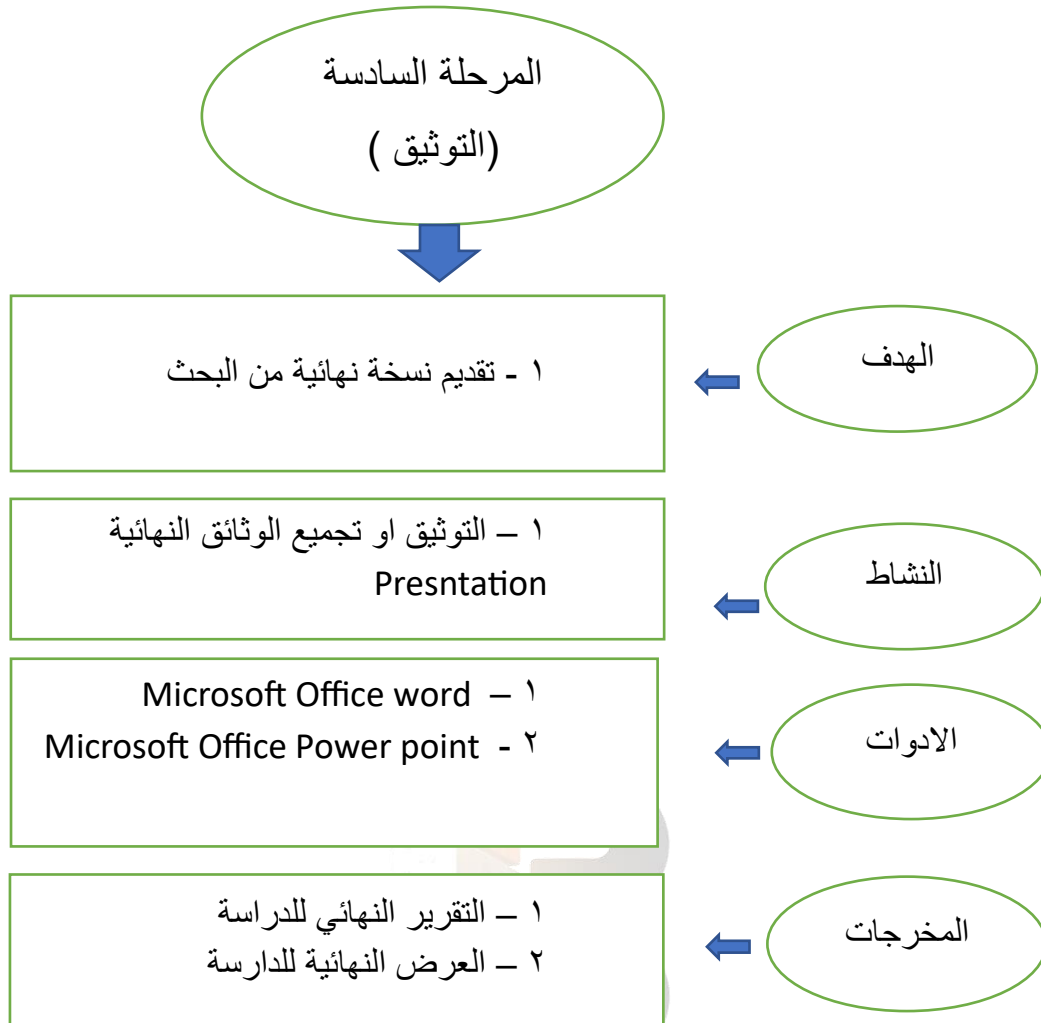 المرحلة السادسة
(التوثيق )
الهدف
١ - تقديم نسخة نهائية من البحث
النشاط
١ – التوثيق او تجميع الوثائق النهائية
Presntation
الادوات
١ – Microsoft Office word
٢ - Microsoft Office Power point
المخرجات
١ – التقرير النهائي للدراسة
٢ – العرض النهائية للدارسة